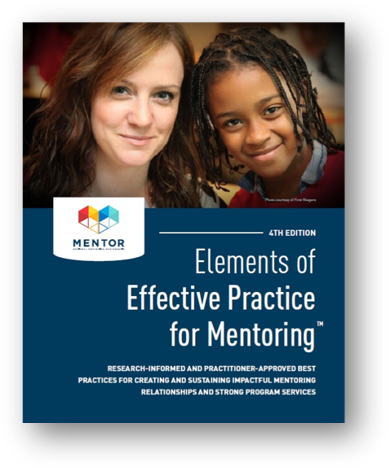 Photo courtesy of First Niagara
MENTOR
4TH EDITION
Elements of
Effective Practice
for Mentoring™
RESEARCH-INFORMED AND PRACTITIONER-APPROVED BEST
PRACTICES FOR CREATING AND SUSTAINING IMPACTFUL MENTORING
RELATIONSHIPS AND STRONG PROGRAM SERVICES